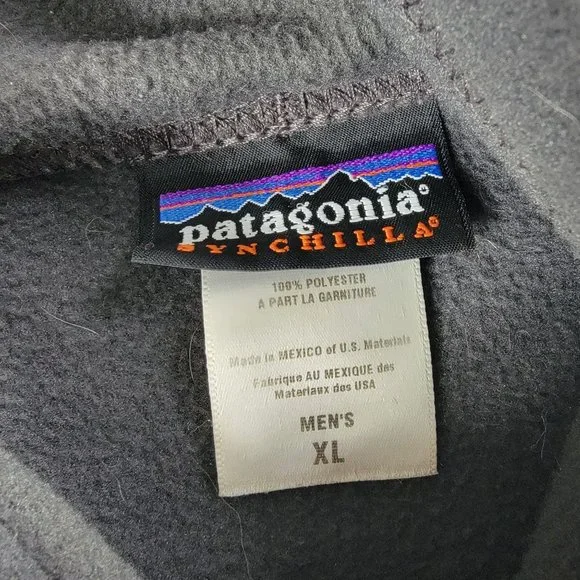 patagonia®
SYNCHILLA®
100% POLYESTER
A PART LA GARNITURE
Made in MEXICO of U.S. Materials
Fabrique AU MEXIQUE des
Materiaux des USA
MEN'S
XL